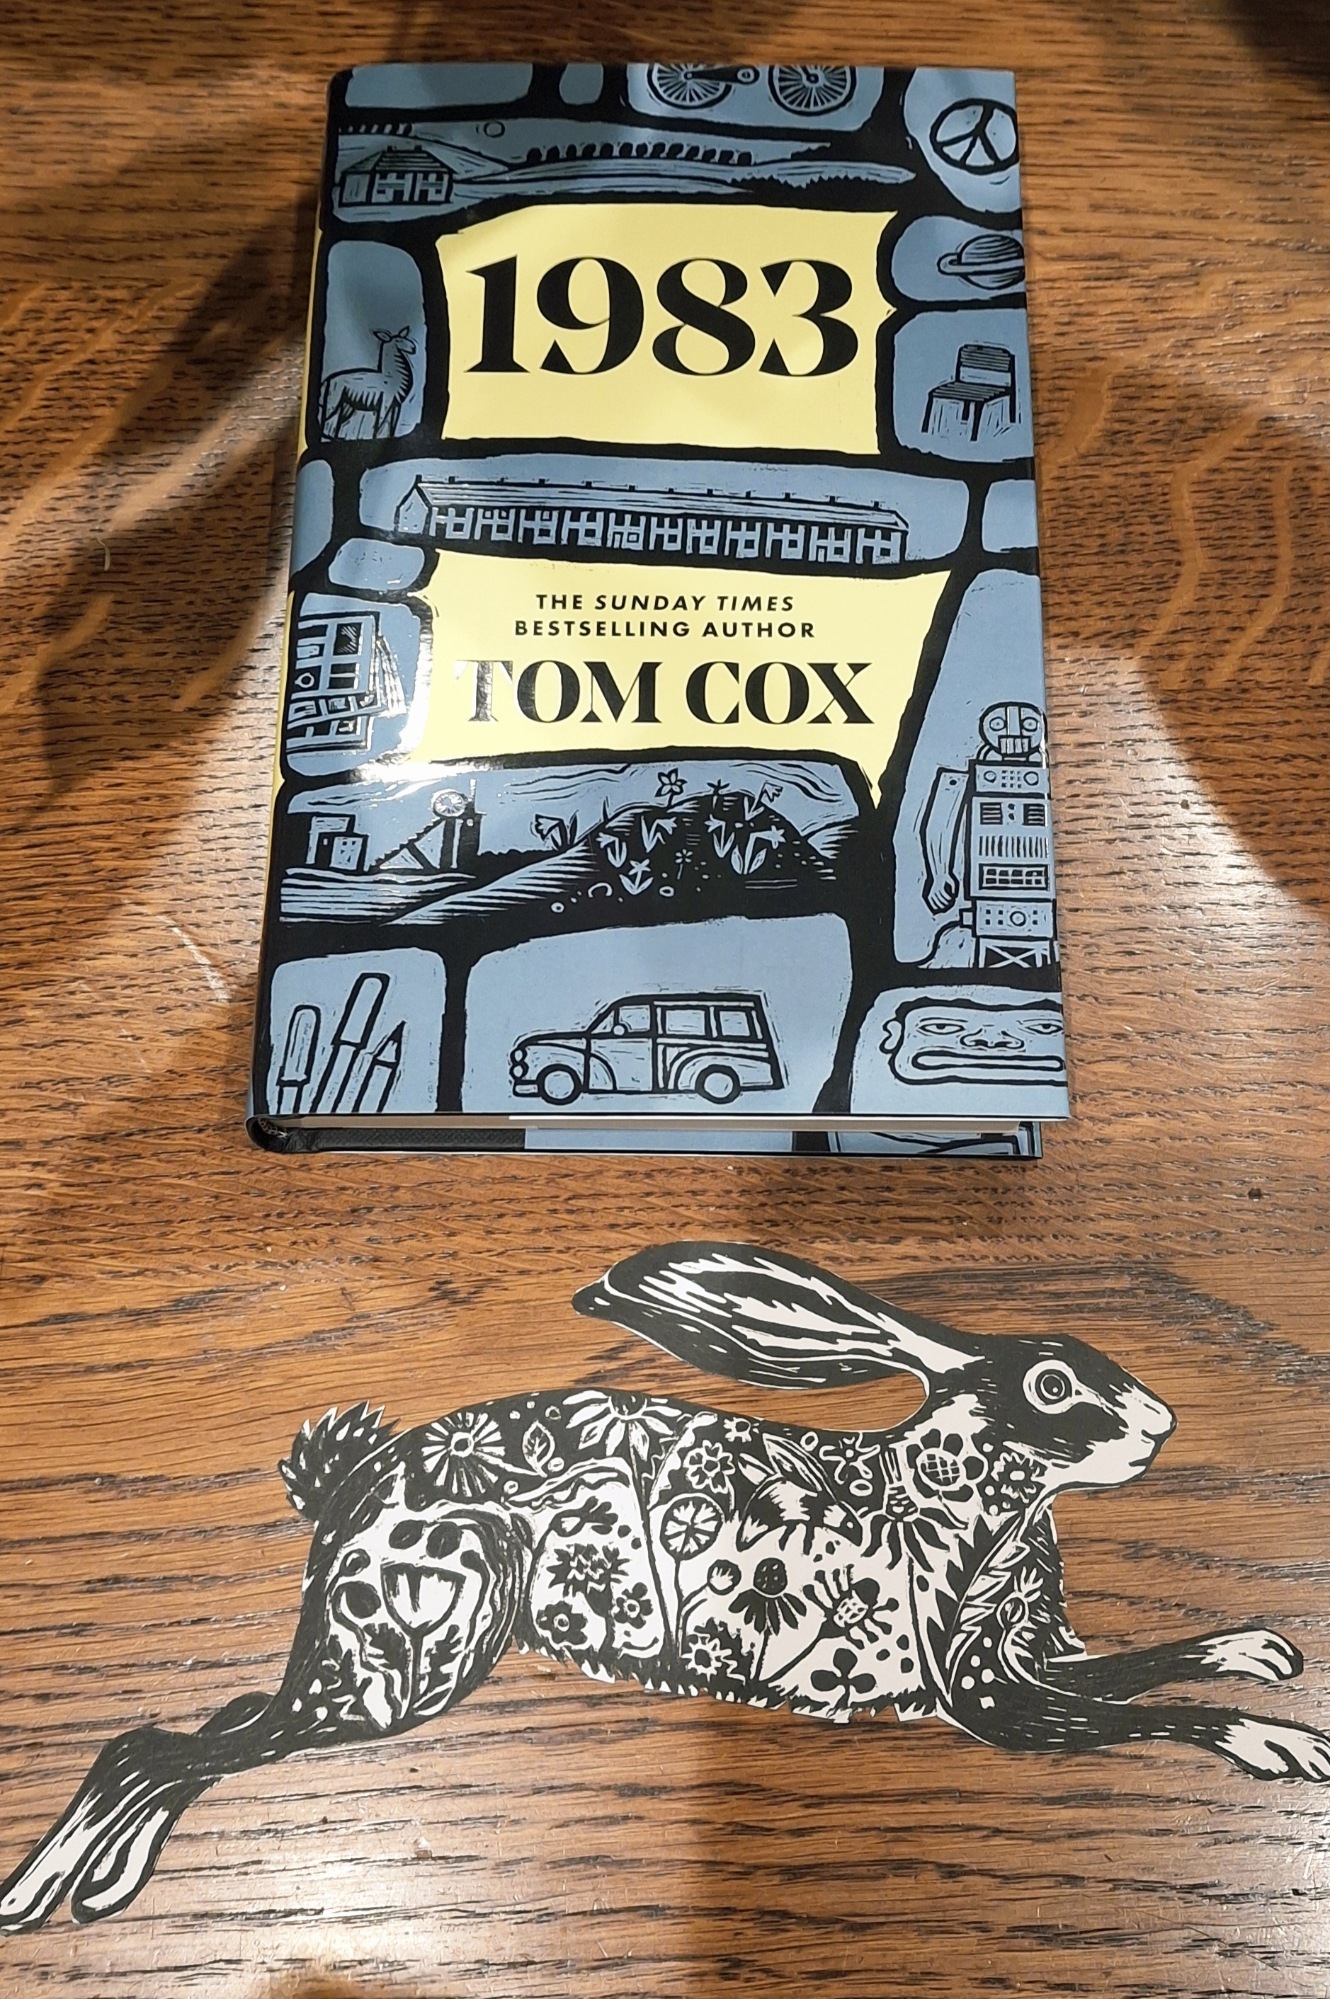 1983
THE SUNDAY TIMES
BESTSELLING AUTHOR
TOM COX